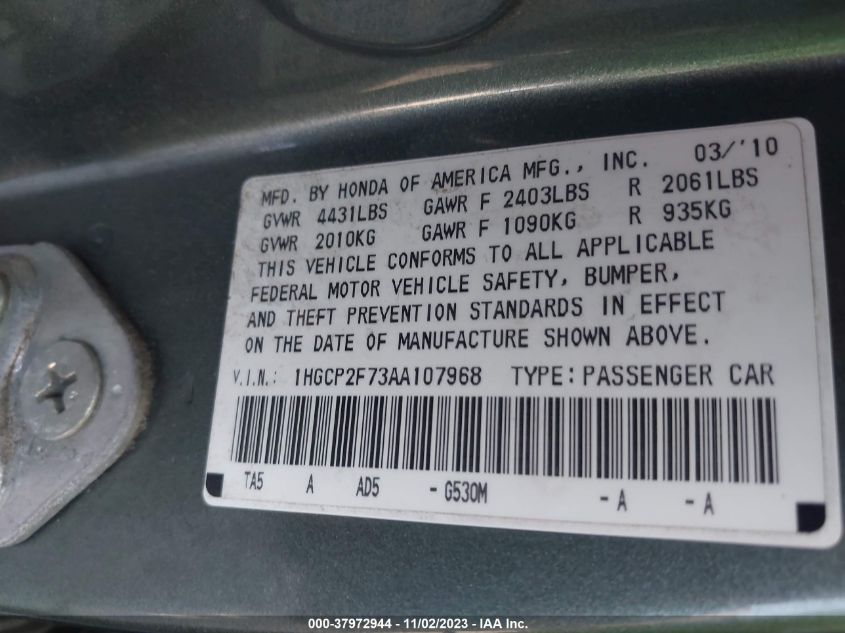 MFD. BY HONDA OF AMERICA MFG., INC. 03/'10
GVWR 4431LBS GAWR F 2403LBS R 2061LBS
GVWR 2010KG GAWR F 1090KG R 935KG
THIS VEHICLE CONFORMS TO ALL APPLICABLE
FEDERAL MOTOR VEHICLE SAFETY, BUMPER,
AND THEFT PREVENTION STANDARDS IN EFFECT
ON THE DATE OF MANUFACTURE SHOWN ABOVE.
V.I.N.: 1HGCP2F73AA107968 TYPE: PASSENGER CAR
TA5 A AD5 - G530M - A - A
000-37972944 - 11/02/2023 - IAA Inc.